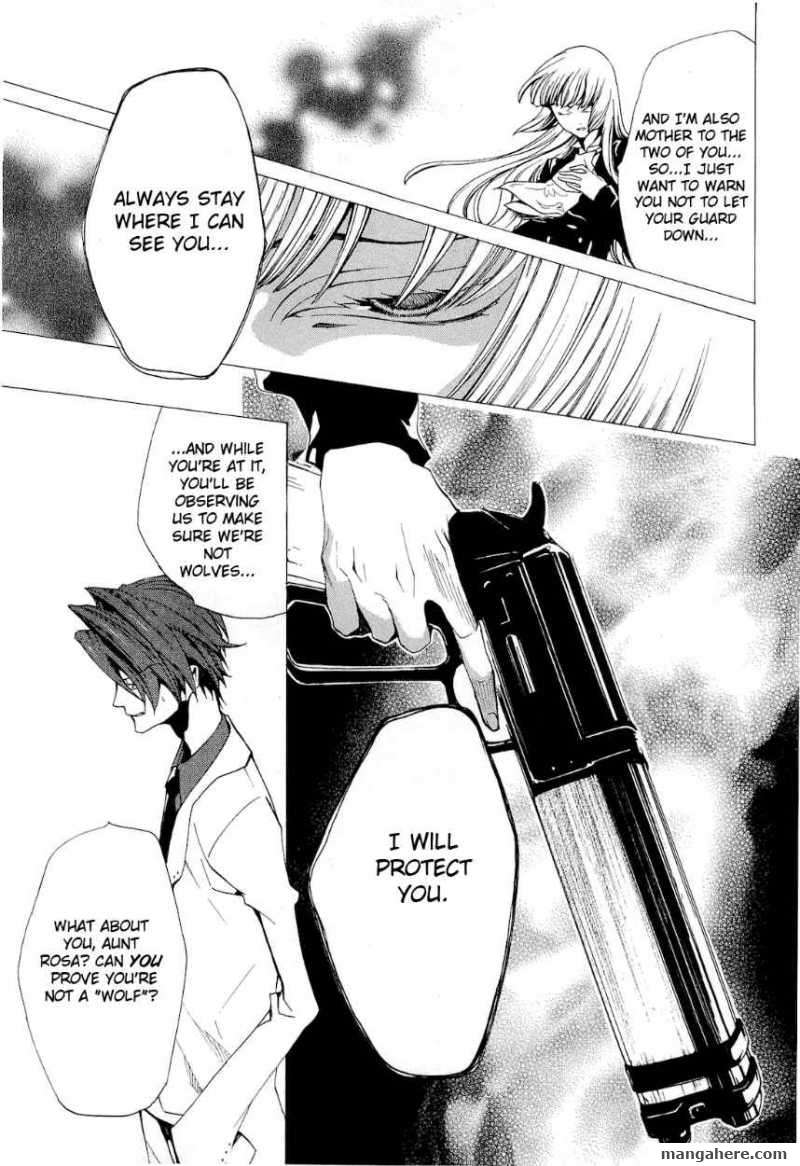 AND I'M ALSO
MOTHER TO THE
TWO OF YOU...
SO...I JUST
WANT TO WARN
YOU NOT TO LET
YOUR GUARD
DOWN...
ALWAYS STAY
WHERE I CAN
SEE YOU...
I WILL
PROTECT
YOU.
...AND WHILE
YOU'RE AT IT,
YOU'LL BE
OBSERVING
US TO MAKE
SURE WE'RE
NOT
WOLVES...
WHAT ABOUT
YOU, AUNT
ROSA? CAN YOU
PROVE YOU'RE
NOT A "WOLF"?
mangahere.com